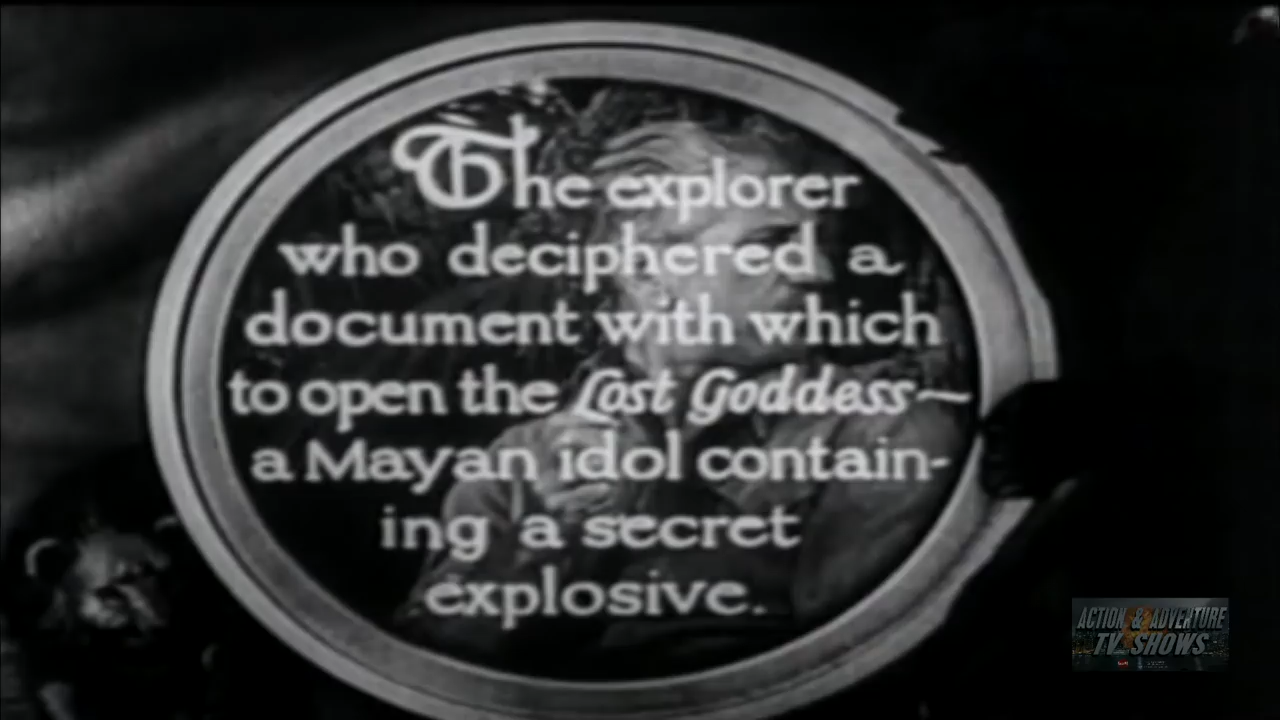 The explorer
who deciphered a
document with which
to open the Lost Goddess—
a Mayan idol contain-
ing a secret
explosive.
ACTION & ADVENTURE
TV SHOWS